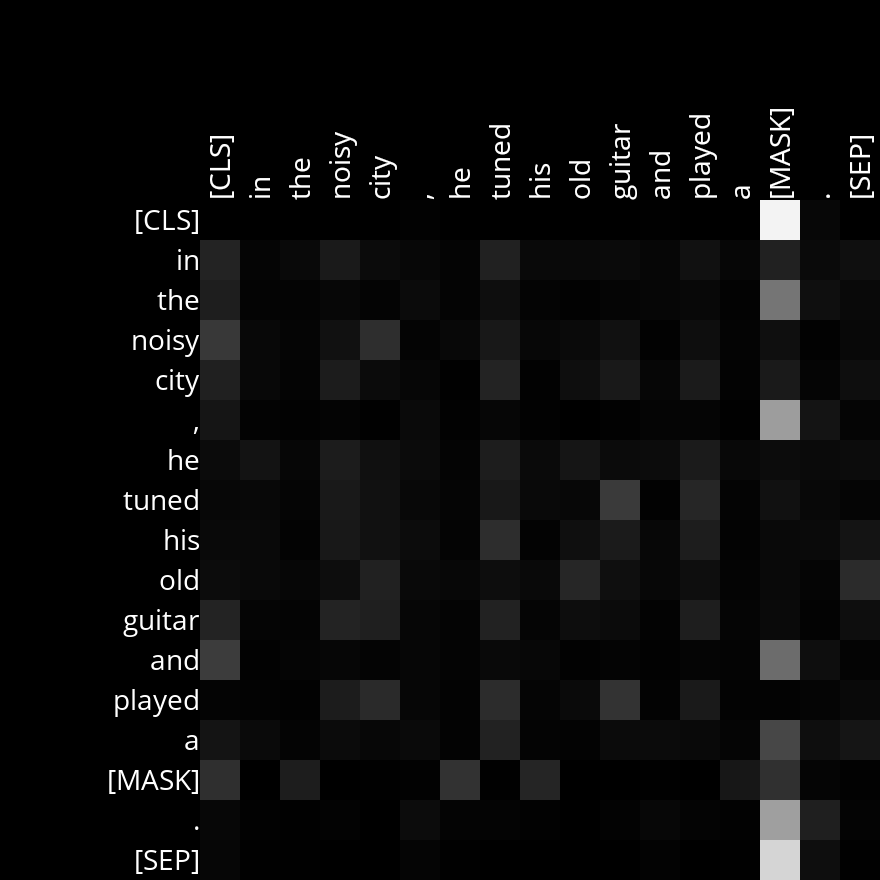 [CLS] in the noisy city , he tuned his old guitar and played a [MASK] . [SEP]
[CLS]
in
the
noisy
city
,
he
tuned
his
old
guitar
and
played
a
[MASK]
.
[SEP]